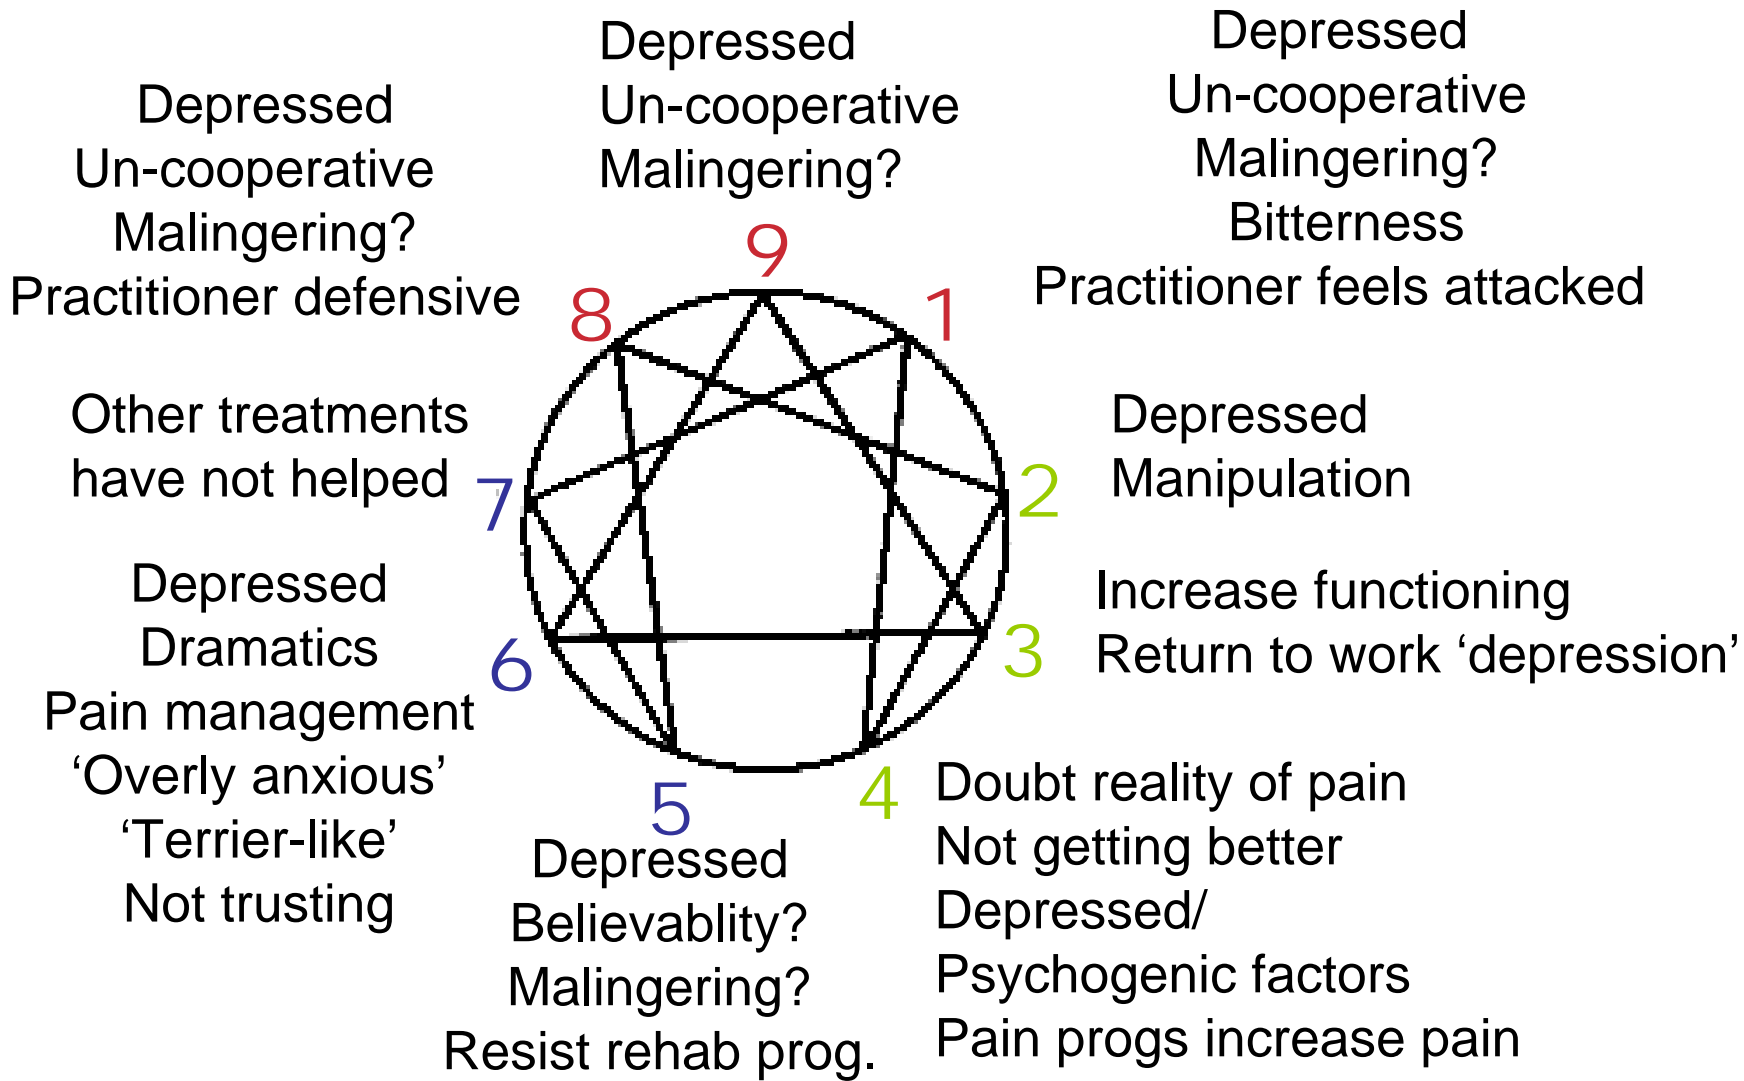 Depressed
Un-cooperative
Malingering?
9
Depressed
Un-cooperative
Malingering?
Bitterness
Practitioner feels attacked
1
Depressed
Manipulation
2
Increase functioning
Return to work ‘depression’
3
Doubt reality of pain
Not getting better
Depressed/
Psychogenic factors
Pain progs increase pain
4
5
Depressed
Believablity?
Malingering?
Resist rehab prog.
Depressed
Dramatics
Pain management
‘Overly anxious’
‘Terrier-like’
Not trusting
6
Other treatments
have not helped
7
Depressed
Un-cooperative
Malingering?
Practitioner defensive
8